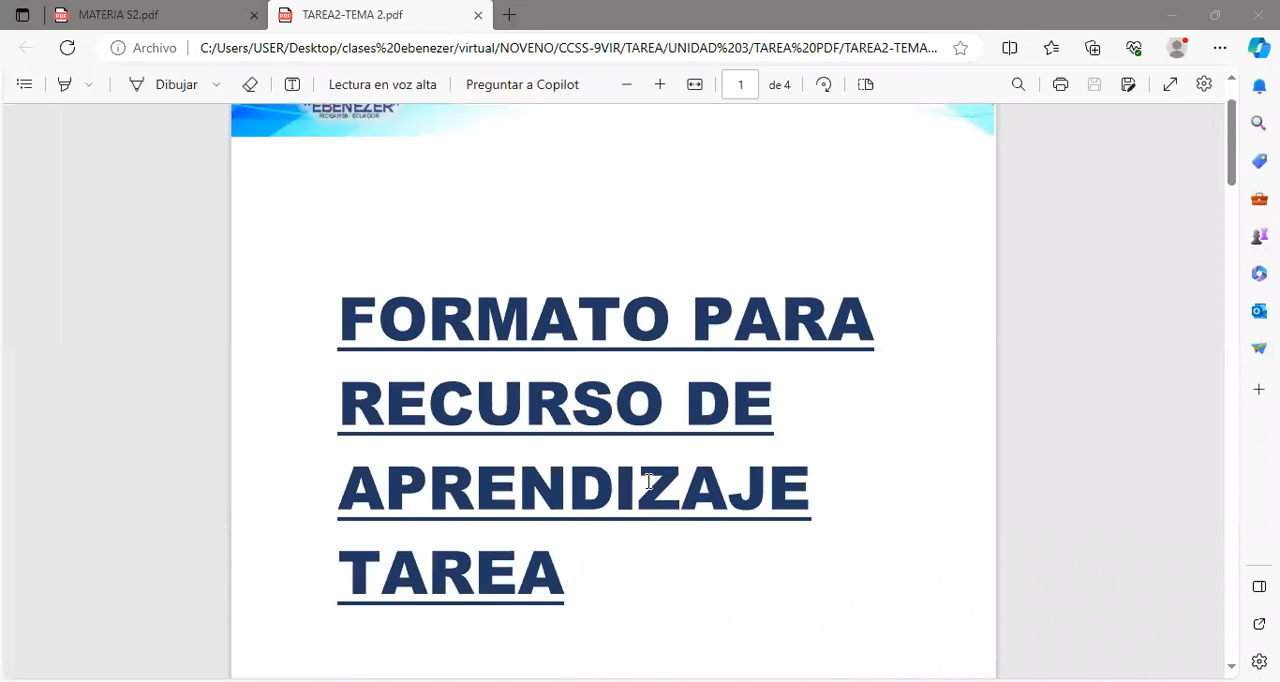 MATERIA S2.pdf
TAREA2-TEMA 2.pdf
Archivo
C:/Users/USER/Desktop/clases%20ebenezer/virtual/NOVENO/CCSS-9VIR/TAREA/UNIDAD%203/TAREA%20PDF/TAREA2-TEMA...
Dibujar
Lectura en voz alta
Preguntar a Copilot
1
de 4
"EBENEZER"
RIOBAMBA - ECUADOR
FORMATO PARA
RECURSO DE
APRENDIZAJE
TAREA